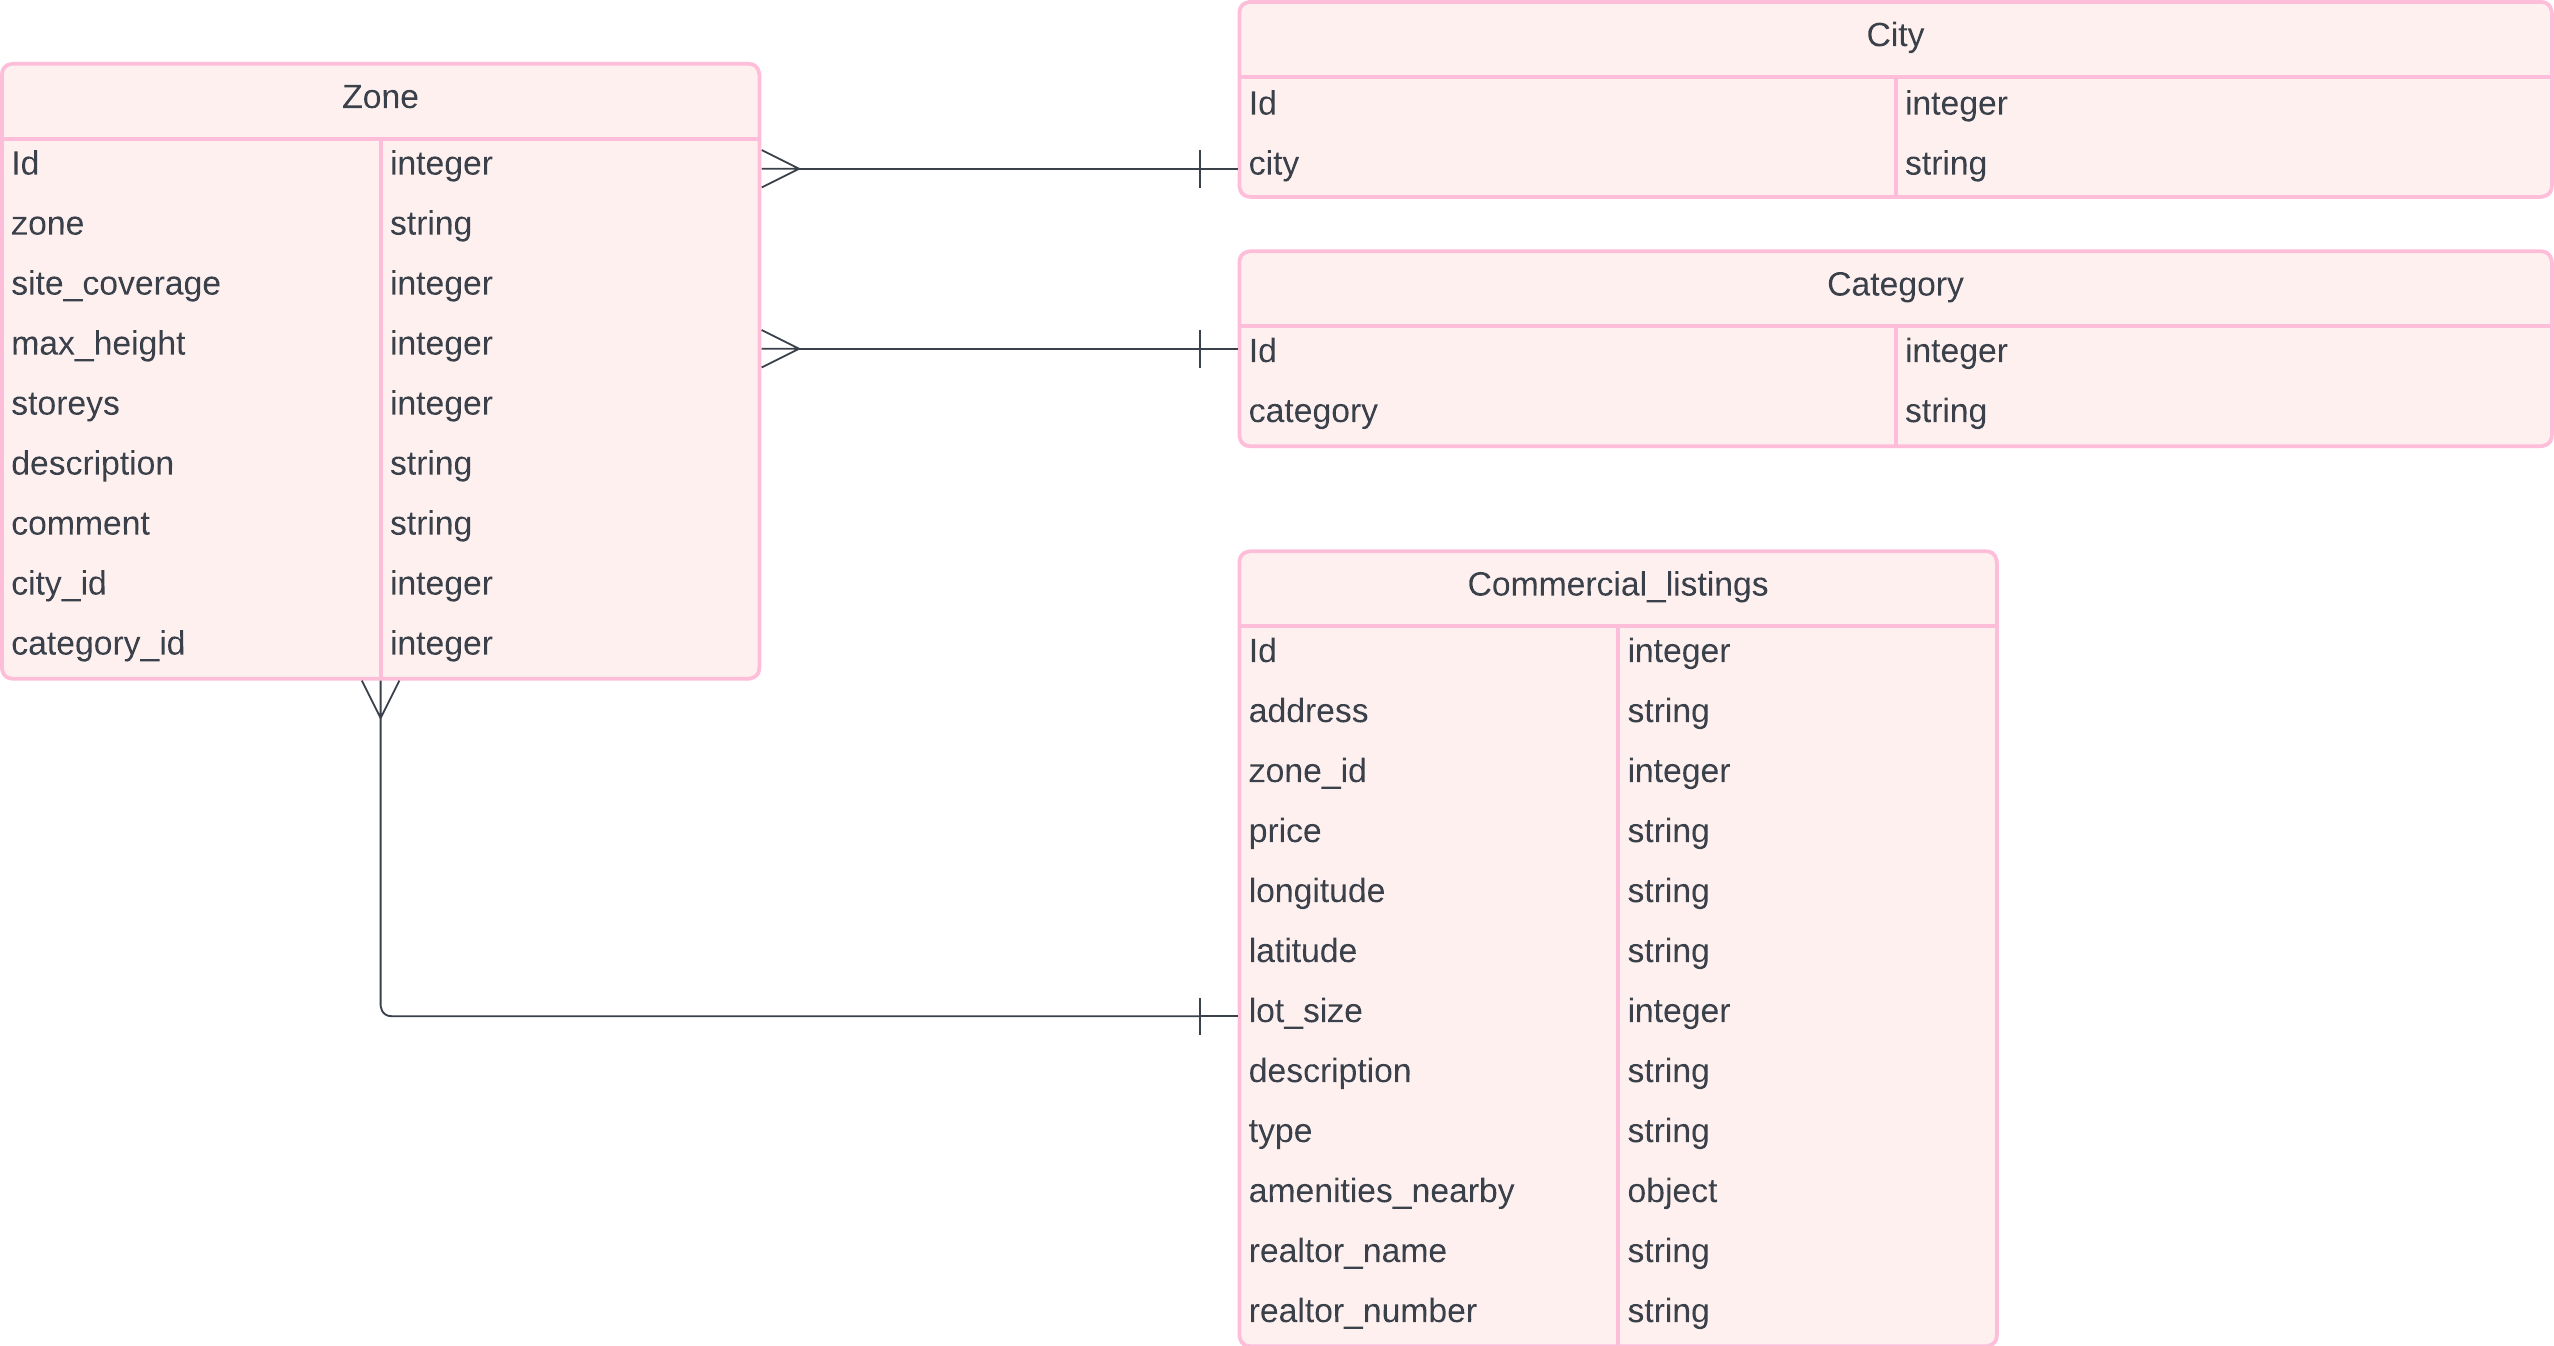 Zone
Id integer
zone string
site_coverage integer
max_height integer
storeys integer
description string
comment string
city_id integer
category_id integer
City
Id integer
city string
Category
Id integer
category string
Commercial_listings
Id integer
address string
zone_id integer
price string
longitude string
latitude string
lot_size integer
description string
type string
amenities_nearby object
realtor_name string
realtor_number string